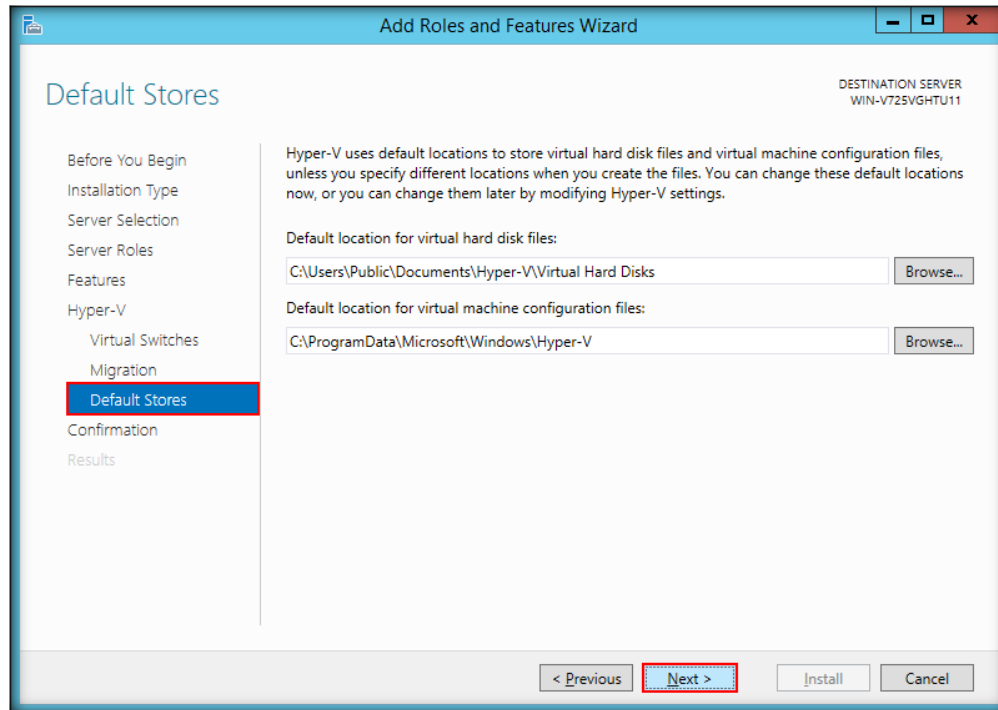 Add Roles and Features Wizard
Default Stores
DESTINATION SERVER
WIN-V725VGHTU11
Before You Begin
Installation Type
Server Selection
Server Roles
Features
Hyper-V
Virtual Switches
Migration
Default Stores
Confirmation
Results
Hyper-V uses default locations to store virtual hard disk files and virtual machine configuration files,
unless you specify different locations when you create the files. You can change these default locations
now, or you can change them later by modifying Hyper-V settings.
Default location for virtual hard disk files:
C:\Users\Public\Documents\Hyper-V\Virtual Hard Disks
Browse...
Default location for virtual machine configuration files:
C:\ProgramData\Microsoft\Windows\Hyper-V
Browse...
< Previous
Next >
Install
Cancel